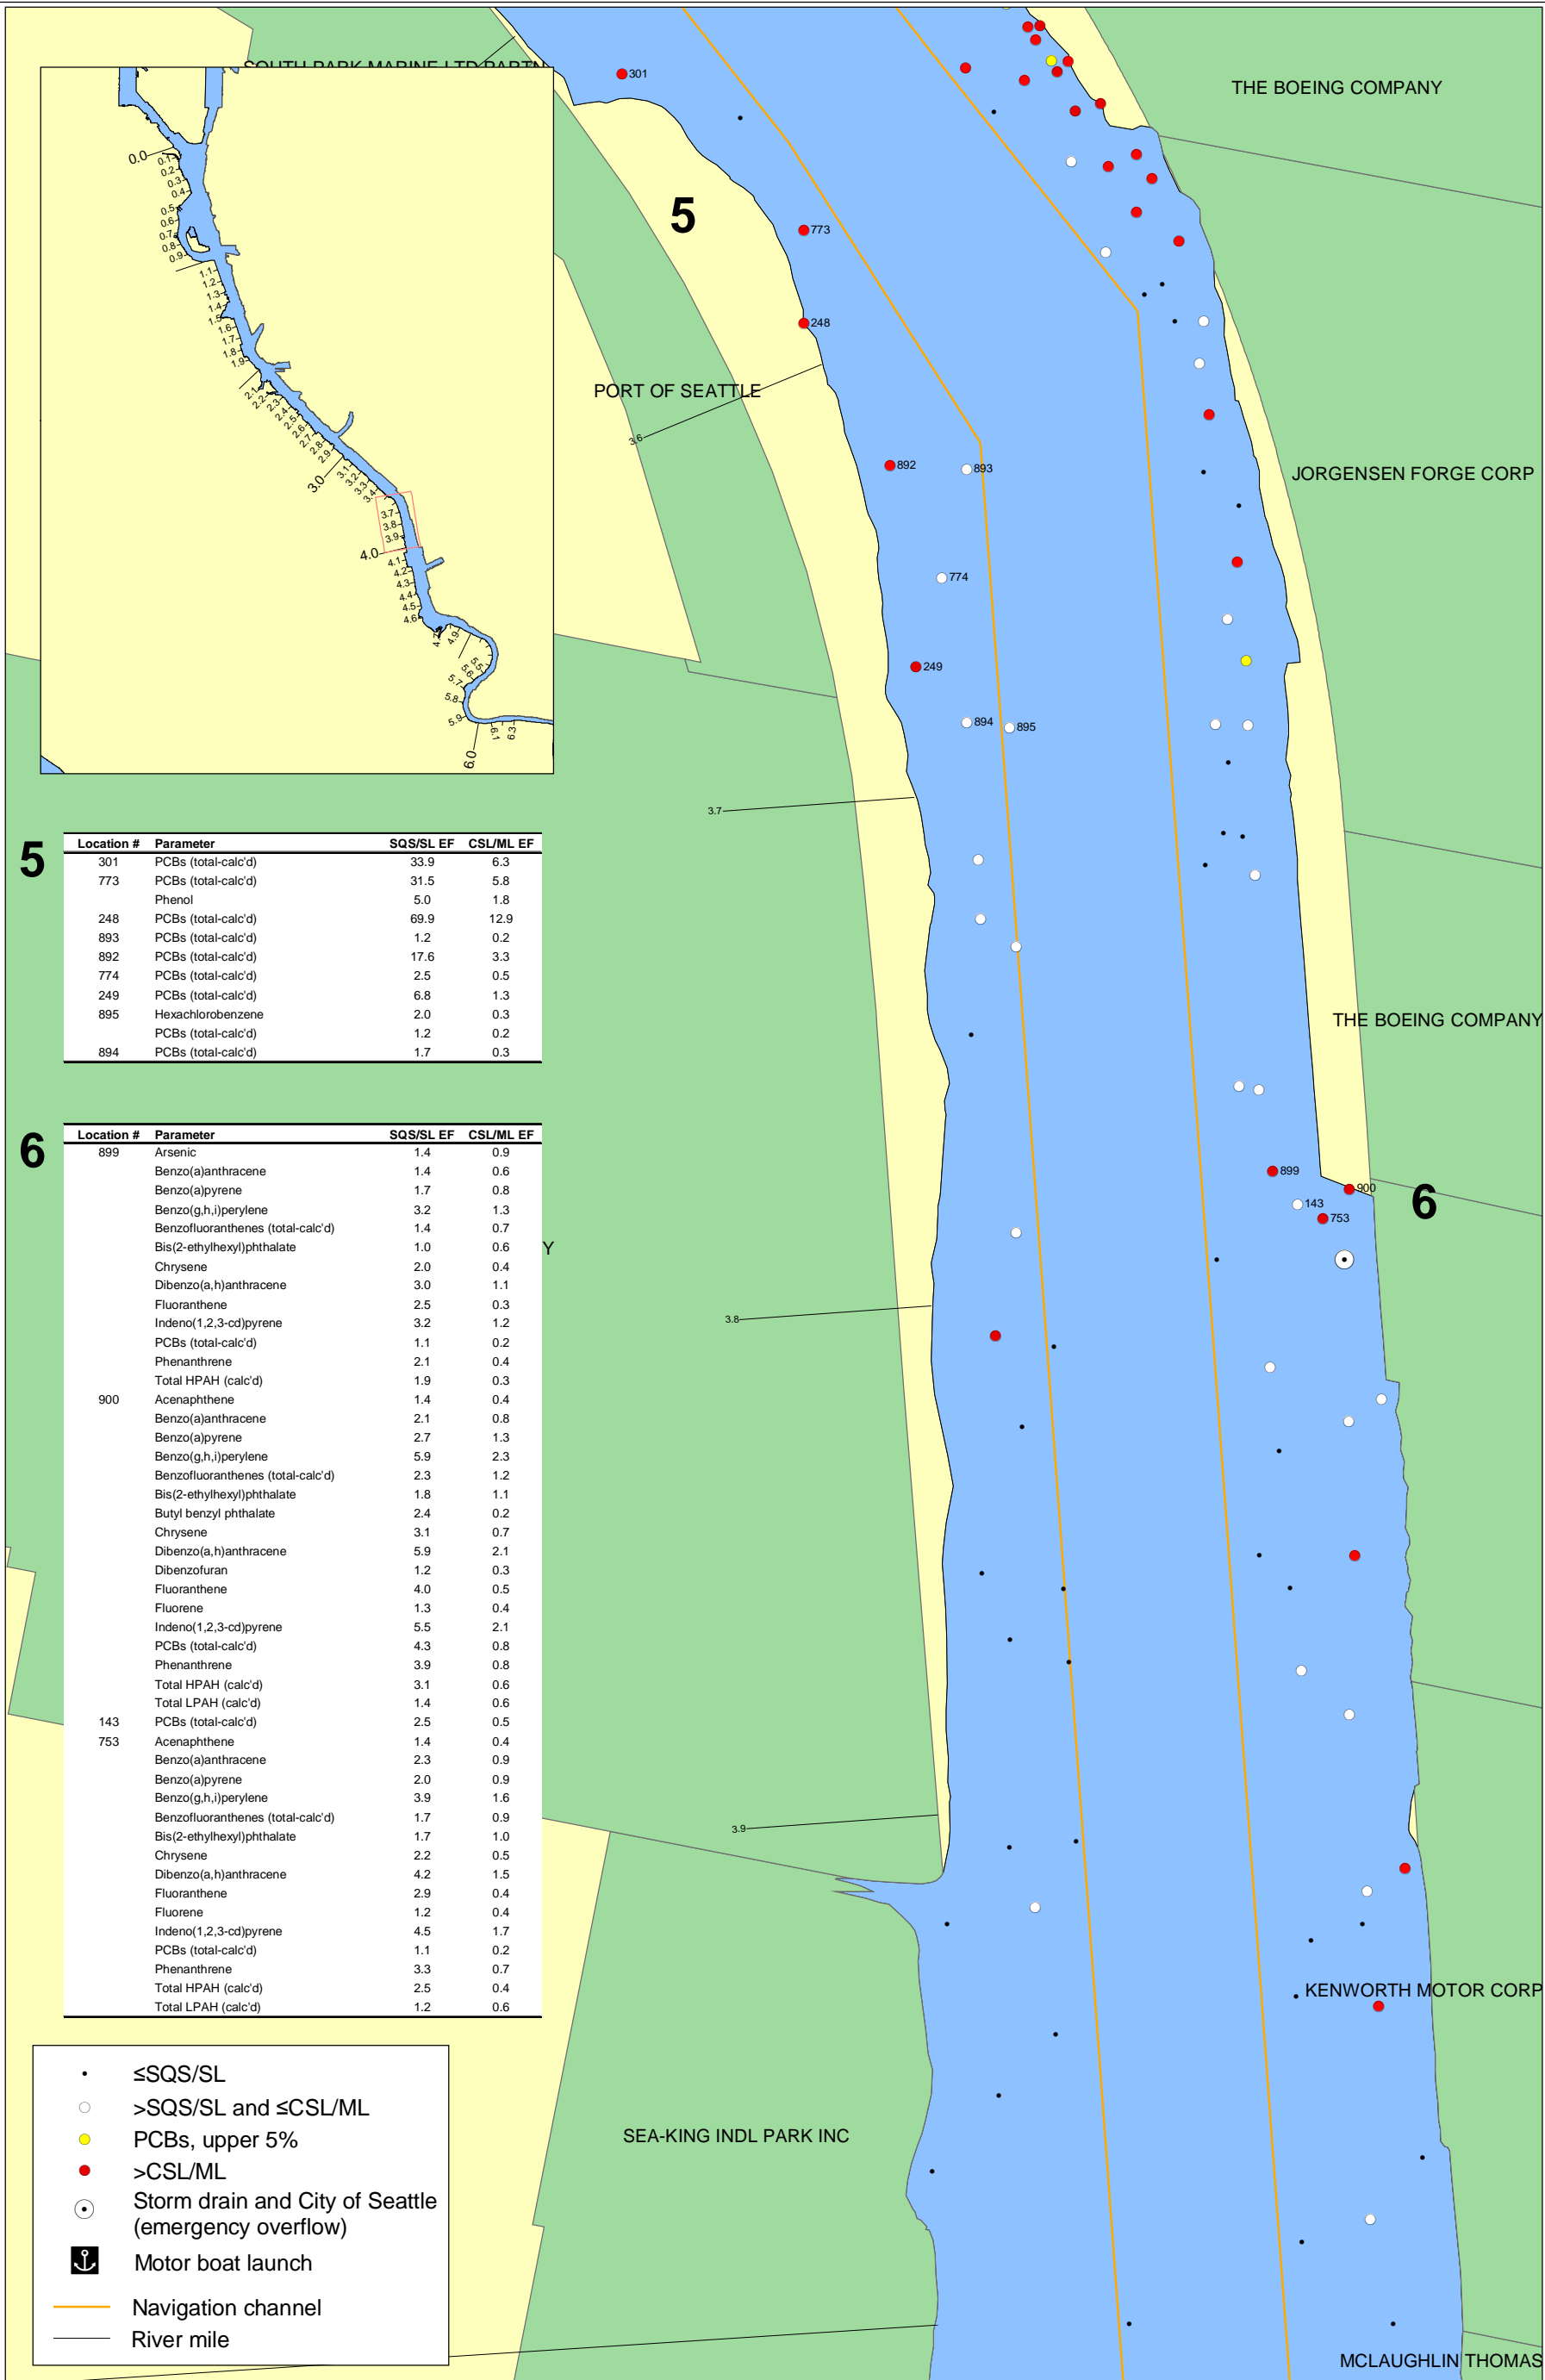 SOUTH PARK MARINE LTD PARTN
THE BOEING COMPANY
301
5
773
248
PORT OF SEATTLE
3.6
892
893
JORGENSEN FORGE CORP
774
249
894
895
3.7
THE BOEING COMPANY
899
900
143
753
6
Y
3.8
3.9
KENWORTH MOTOR CORP
SEA-KING INDL PARK INC
MCLAUGHLIN THOMAS
0.0
0.1
0.2
0.3
0.4
0.5
0.6
0.7
0.8
0.9
1.1
1.2
1.3
1.4
1.5
1.6
1.7
1.8
1.9
2.1
2.2
2.3
2.4
2.5
2.6
2.7
2.8
2.9
3.0
3.1
3.2
3.3
3.4
3.7
3.8
3.9
4.0
4.1
4.2
4.3
4.4
4.5
4.6
4.7
4.9
5.5
5.6
5.7
5.8
5.9
6.0
6.1
6.3
5
Location # Parameter SQS/SL EF CSL/ML EF
301 PCBs (total-calc'd) 33.9 6.3
773 PCBs (total-calc'd) 31.5 5.8
Phenol 5.0 1.8
248 PCBs (total-calc'd) 69.9 12.9
893 PCBs (total-calc'd) 1.2 0.2
892 PCBs (total-calc'd) 17.6 3.3
774 PCBs (total-calc'd) 2.5 0.5
249 PCBs (total-calc'd) 6.8 1.3
895 Hexachlorobenzene 2.0 0.3
PCBs (total-calc'd) 1.2 0.2
894 PCBs (total-calc'd) 1.7 0.3
6
Location # Parameter SQS/SL EF CSL/ML EF
899 Arsenic 1.4 0.9
Benzo(a)anthracene 1.4 0.6
Benzo(a)pyrene 1.7 0.8
Benzo(g,h,i)perylene 3.2 1.3
Benzofluoranthenes (total-calc'd) 1.4 0.7
Bis(2-ethylhexyl)phthalate 1.0 0.6
Chrysene 2.0 0.4
Dibenzo(a,h)anthracene 3.0 1.1
Fluoranthene 2.5 0.3
Indeno(1,2,3-cd)pyrene 3.2 1.2
PCBs (total-calc'd) 1.1 0.2
Phenanthrene 2.1 0.4
Total HPAH (calc'd) 1.9 0.3
900 Acenaphthene 1.4 0.4
Benzo(a)anthracene 2.1 0.8
Benzo(a)pyrene 2.7 1.3
Benzo(g,h,i)perylene 5.9 2.3
Benzofluoranthenes (total-calc'd) 2.3 1.2
Bis(2-ethylhexyl)phthalate 1.8 1.1
Butyl benzyl phthalate 2.4 0.2
Chrysene 3.1 0.7
Dibenzo(a,h)anthracene 5.9 2.1
Dibenzofuran 1.2 0.3
Fluoranthene 4.0 0.5
Fluorene 1.3 0.4
Indeno(1,2,3-cd)pyrene 5.5 2.1
PCBs (total-calc'd) 4.3 0.8
Phenanthrene 3.9 0.8
Total HPAH (calc'd) 3.1 0.6
Total LPAH (calc'd) 1.4 0.6
143 PCBs (total-calc'd) 2.5 0.5
753 Acenaphthene 1.4 0.4
Benzo(a)anthracene 2.3 0.9
Benzo(a)pyrene 2.0 0.9
Benzo(g,h,i)perylene 3.9 1.6
Benzofluoranthenes (total-calc'd) 1.7 0.9
Bis(2-ethylhexyl)phthalate 1.7 1.0
Chrysene 2.2 0.5
Dibenzo(a,h)anthracene 4.2 1.5
Fluoranthene 2.9 0.4
Fluorene 1.2 0.4
Indeno(1,2,3-cd)pyrene 4.5 1.7
PCBs (total-calc'd) 1.1 0.2
Phenanthrene 3.3 0.7
Total HPAH (calc'd) 2.5 0.4
Total LPAH (calc'd) 1.2 0.6
≤SQS/SL
>SQS/SL and ≤CSL/ML
PCBs, upper 5%
>CSL/ML
Storm drain and City of Seattle
(emergency overflow)
Motor boat launch
Navigation channel
River mile